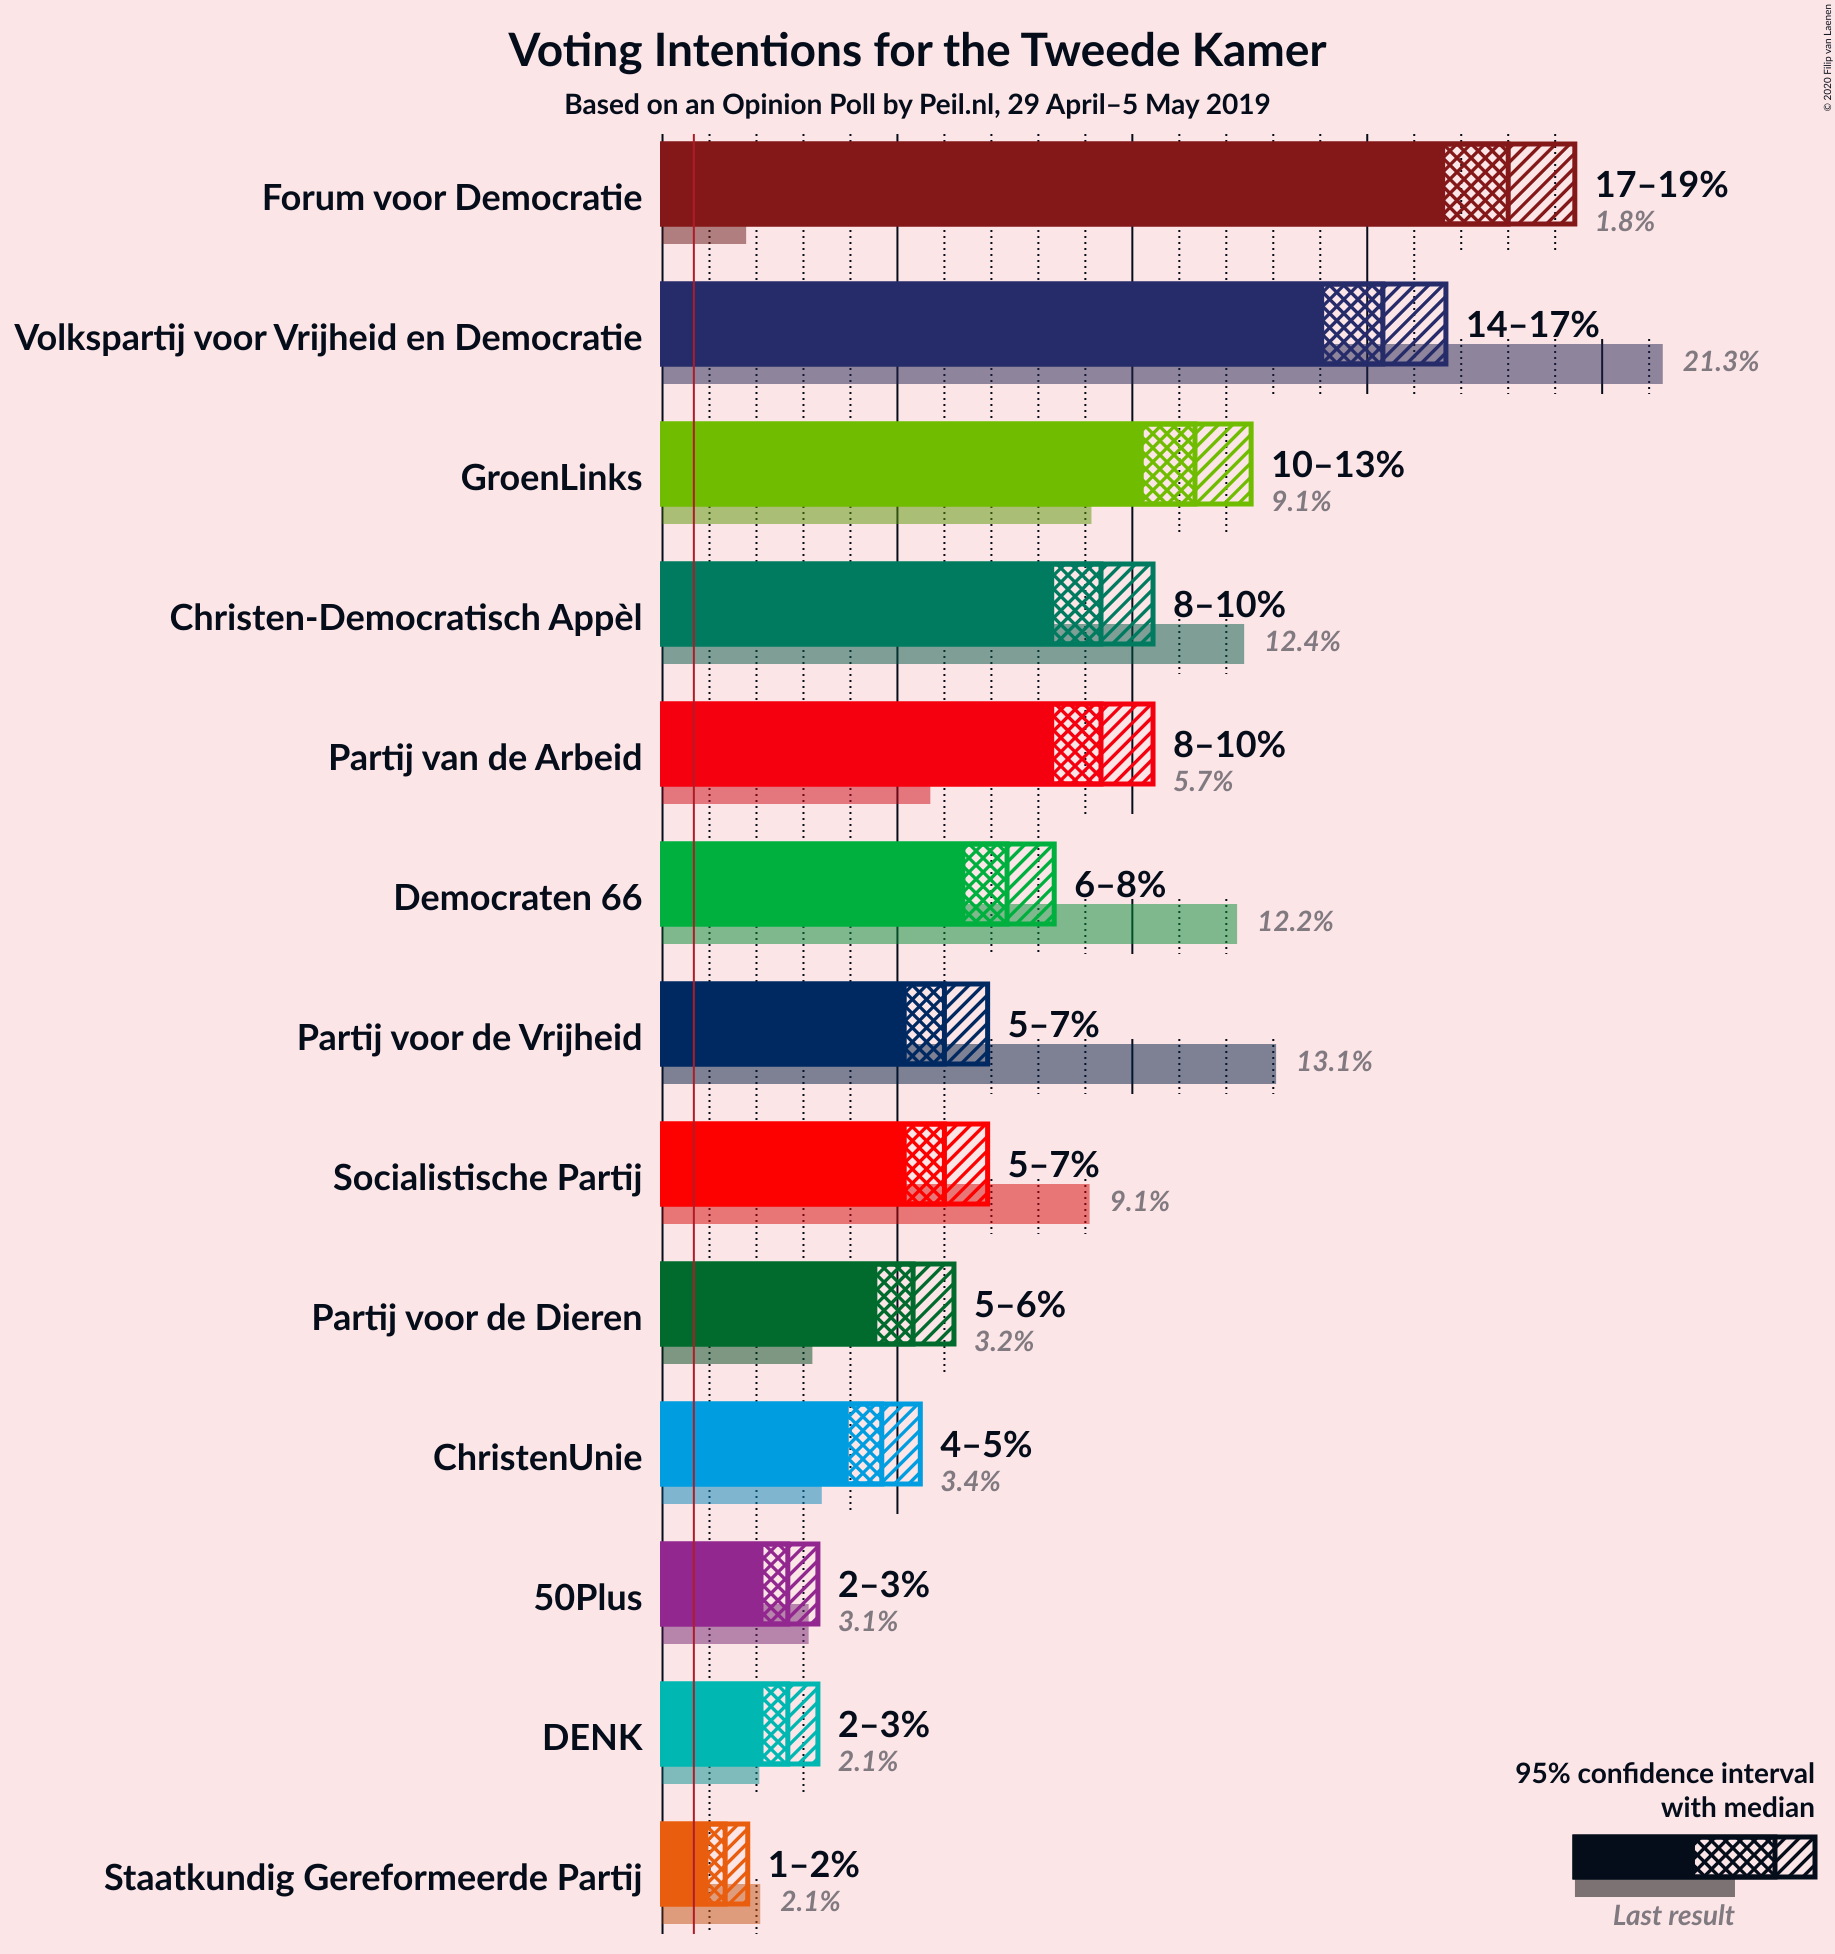 Voting Intentions for the Tweede Kamer
Based on an Opinion Poll by Peil.nl, 29 April–5 May 2019
© 2020 Filip van Laenen
Forum voor Democratie
17–19%
1.8%
Volkspartij voor Vrijheid en Democratie
14–17%
21.3%
GroenLinks
10–13%
9.1%
Christen-Democratisch Appèl
8–10%
12.4%
Partij van de Arbeid
8–10%
5.7%
Democraten 66
6–8%
12.2%
Partij voor de Vrijheid
5–7%
13.1%
Socialistische Partij
5–7%
9.1%
Partij voor de Dieren
5–6%
3.2%
ChristenUnie
4–5%
3.4%
50Plus
2–3%
3.1%
DENK
2–3%
2.1%
Staatkundig Gereformeerde Partij
1–2%
2.1%
95% confidence interval
with median
Last result